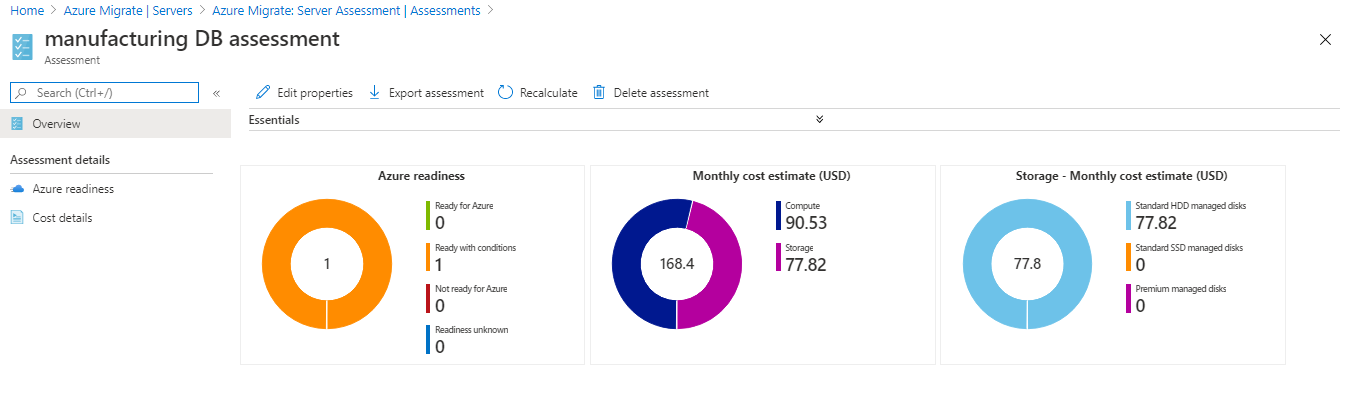 Home > Azure Migrate | Servers > Azure Migrate: Server Assessment | Assessments >
manufacturing DB assessment
Assessment
Search (Ctrl+/)
«
Edit properties
Export assessment
Recalculate
Delete assessment
Overview
Essentials
Assessment details
Azure readiness
Cost details
Azure readiness
1
Ready for Azure
0
Ready with conditions
1
Not ready for Azure
0
Readiness unknown
0
Monthly cost estimate (USD)
168.4
Compute
90.53
Storage
77.82
Storage - Monthly cost estimate (USD)
77.8
Standard HDD managed disks
77.82
Standard SSD managed disks
0
Premium managed disks
0